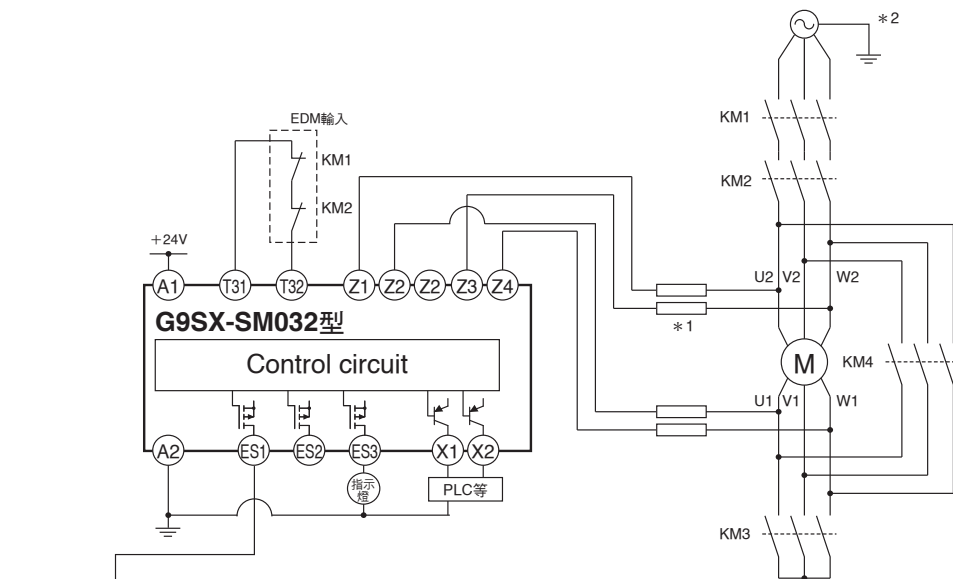 *2
KM1
EDM輸入
KM1
KM2
KM2
+24V
A1
T31
T32
Z1
Z2
Z2
Z3
Z4
U2
V2
W2
*1
G9SX-SM032型
Control circuit
M
KM4
U1
V1
W1
A2
ES1
ES2
ES3
X1
X2
指示
燈
PLC等
KM3